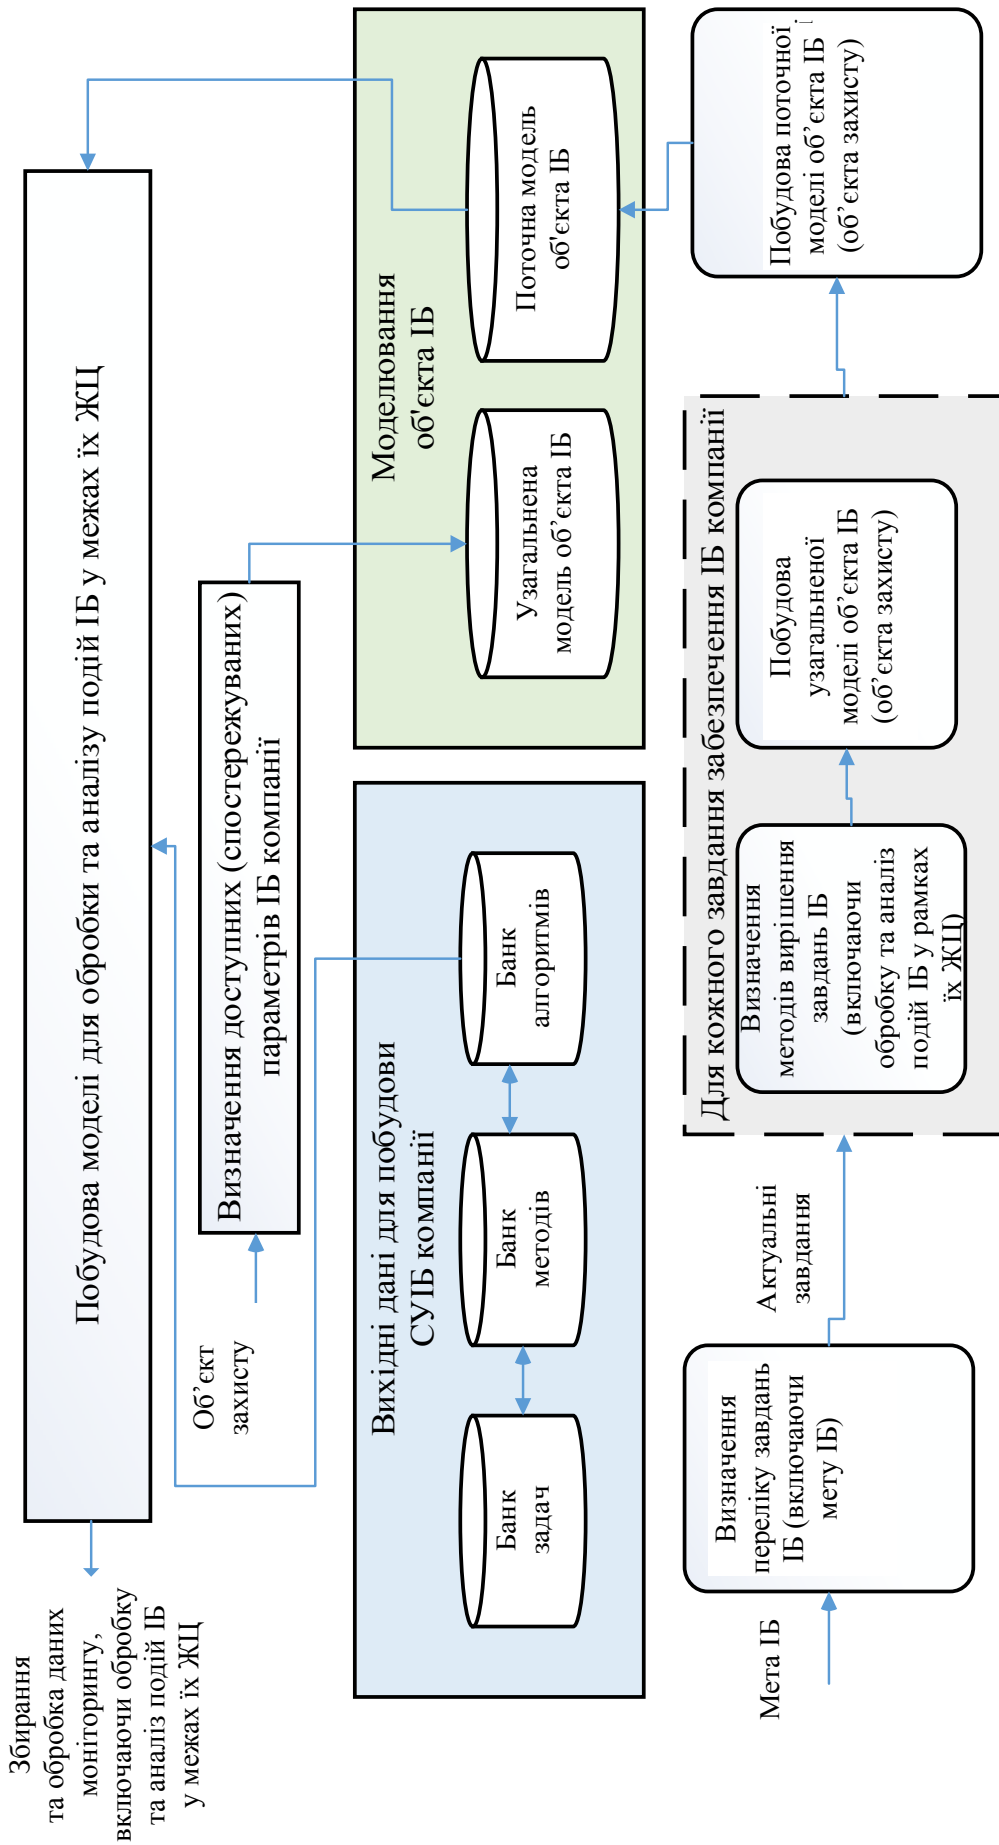 Збирання
та обробка даних
моніторингу,
включаючи обробку
та аналіз подій ІБ
у межах їх ЖЦ
Побудова моделі для обробки та аналізу подій ІБ у межах їх ЖЦ
Об’єкт
захисту
Визначення доступних (спостережуваних)
параметрів ІБ компанії
Вихідні дані для побудови
СУІБ компанії
Банк
задач
Банк
методів
Банк
алгоритмів
Моделювання
об'єкта ІБ
Узагальнена
модель об’єкта ІБ
Поточна модель
об'єкта ІБ
Мета ІБ
Визначення
переліку завдань
ІБ (включаючи
мету ІБ)
Актуальні
завдання
Для кожного завдання забезпечення ІБ компанії
Визначення
методів вирішення
завдань ІБ
(включаючи
обробку та аналіз
подій ІБ у рамках
їх ЖЦ)
Побудова
узагальненої
моделі об’єкта ІБ
(об’єкта захисту)
Побудова поточної
моделі об’єкта ІБ
(об’єкта захисту)